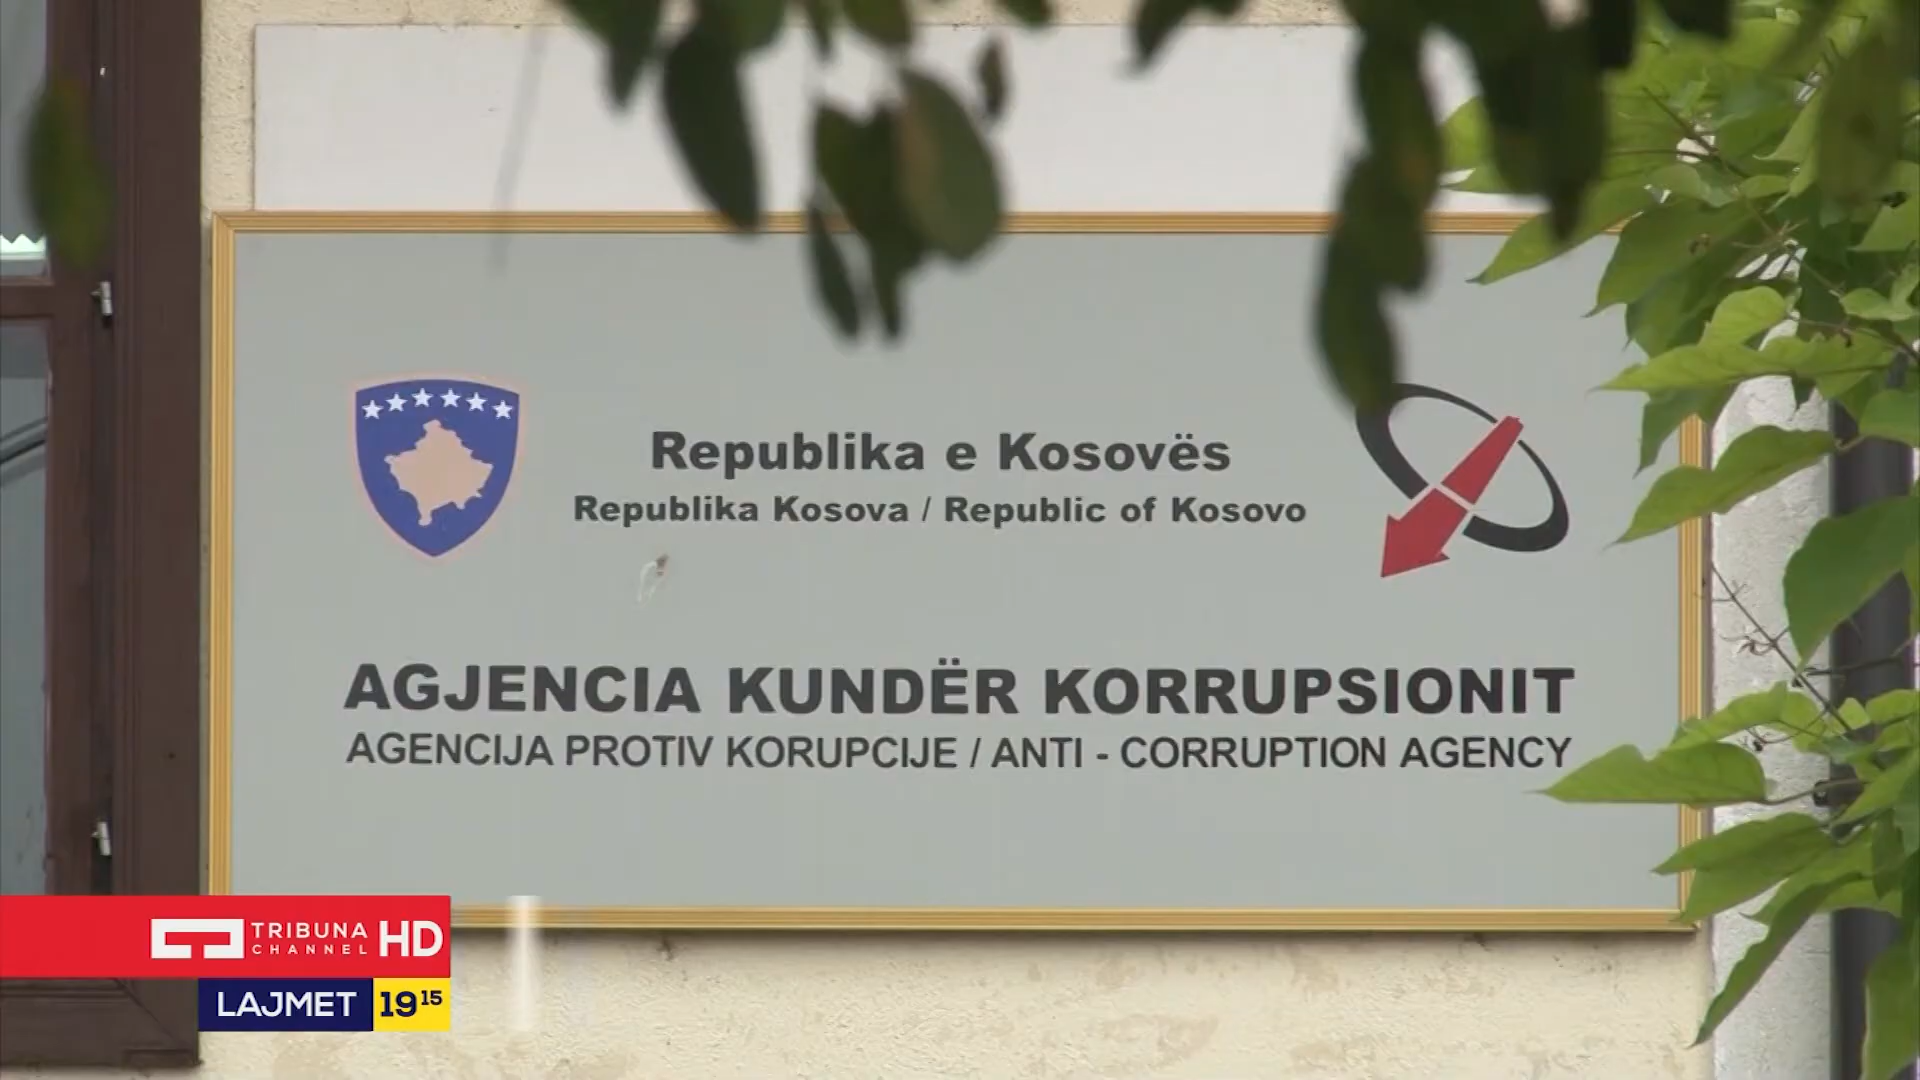 Republika e Kosovës
Republika Kosova / Republic of Kosovo
AGJENCIA KUNDËR KORRUPSIONIT
AGENCIJA PROTIV KORUPCIJE / ANTI - CORRUPTION AGENCY
TRIBUNA
CHANNEL
HD
LAJMET 19 15